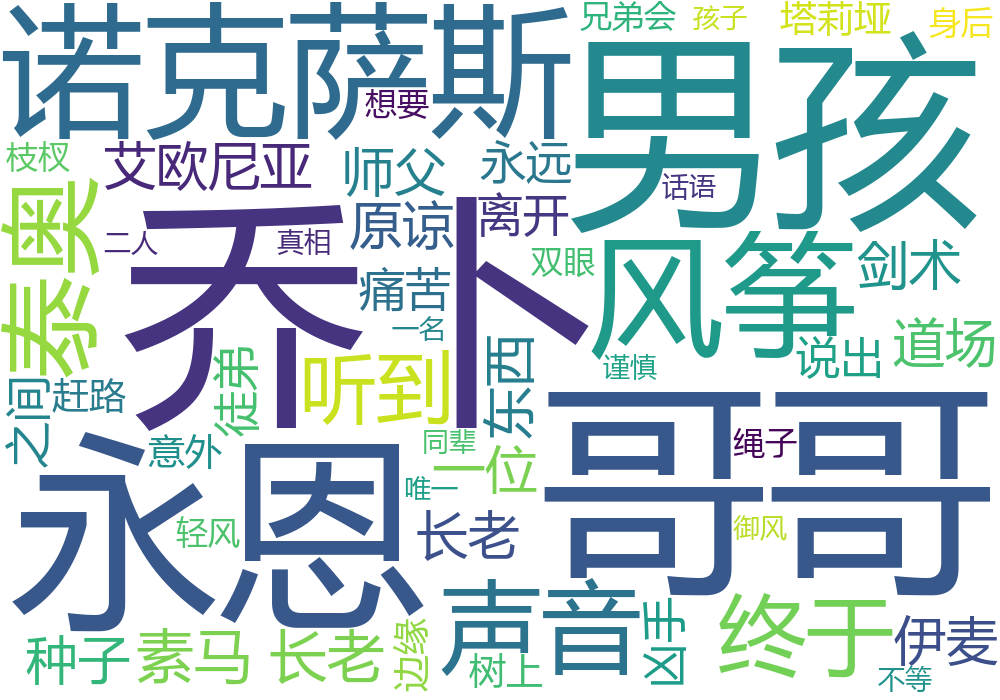 诺克萨斯
兄弟会
孩子
塔莉垭
身后
男孩
想要
枝杈
艾欧尼亚
师父
永远
话语
泰奥
原谅
离开
二人
真相
乔卜
双眼
风筝
剑术
痛苦
一名
谨慎
说出
道场
之间
赶路
徒弟
听到
东西
哥哥
永恩
意外
同辈
一位
唯一
绳子
轻风
长老
御风
种子
素马
长老
边缘
声音
树上
凶手
终于
伊麦
不等